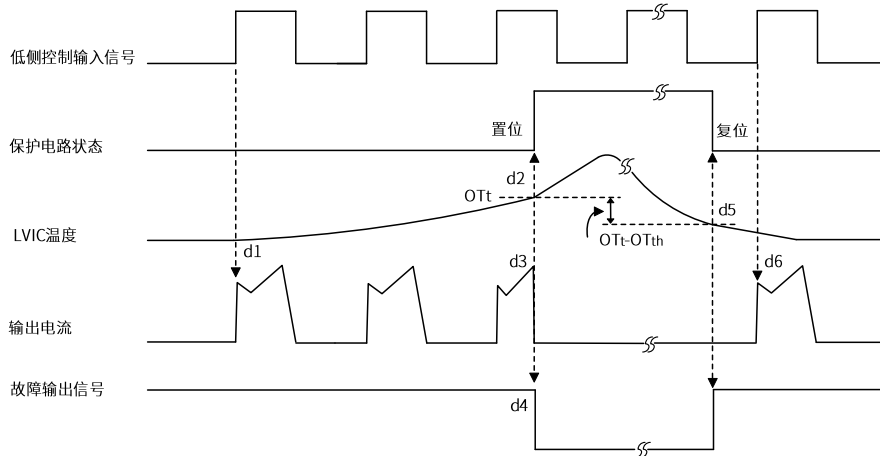 低侧控制输入信号
保护电路状态
置位
复位
d2
OTt
d5
OTt-OTth
LVIC温度
d1
d3
d6
输出电流
故障输出信号
d4